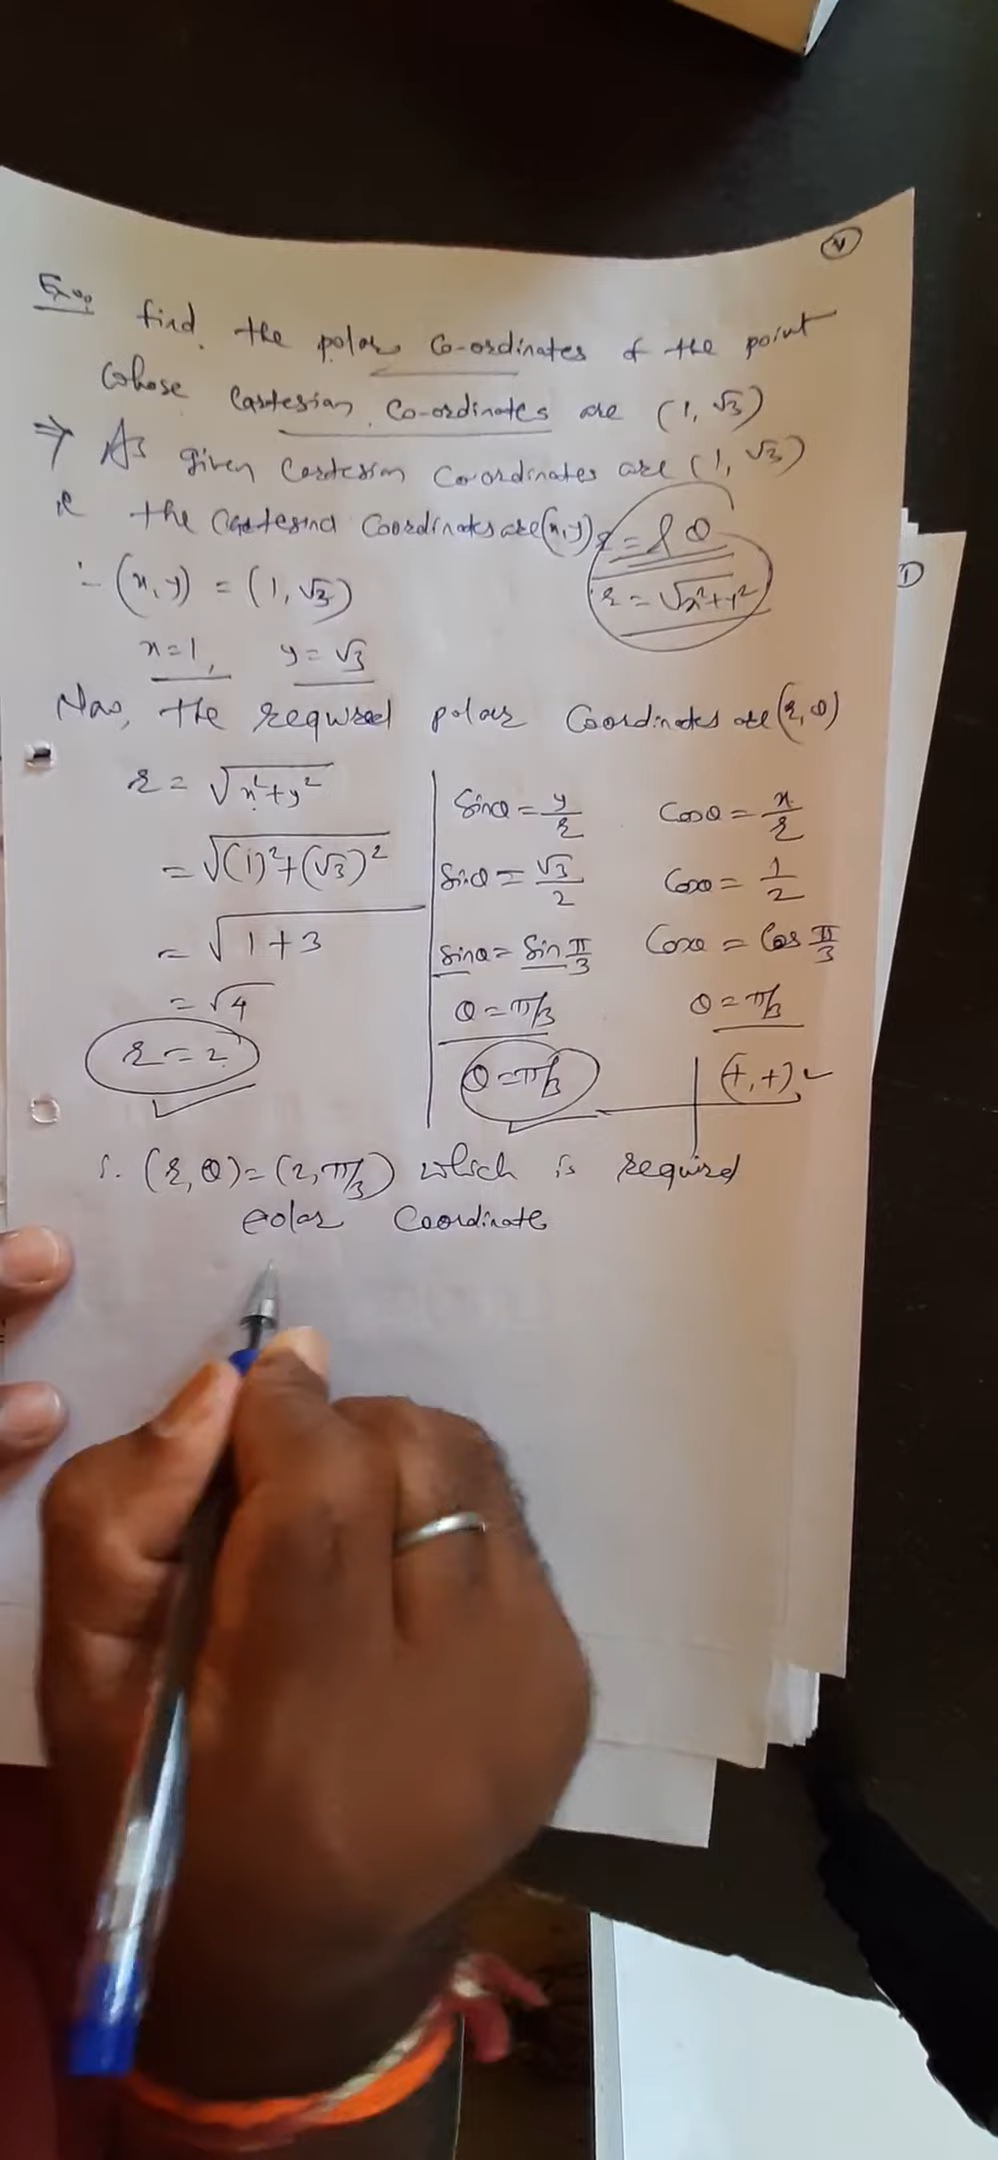 V
Ex:- find the polar Co-ordinates of the point
whose Cartesian Co-ordinates are (1, √3)
⇒ As given Cartesian Coordinates are (1, √3)
the Coordinates are (x,y) r = θ
r = √x²+y²
∴ (x, y) = (1, √3)
x=1, y= √3
Now, the required polar Coordinates are (r, θ)
r = √x²+y² Sinθ = y/r Cosθ = x/r
= √(1)²+(√3)² Sinθ = √3/2 Cosθ = 1/2
= √1+3 Sinθ = Sin π/3 Cosθ = Cos π/3
= √4 θ = π/3 θ = π/3
r = 2 θ = π/3 (+, +)
∴ (r, θ) = (2, π/3) which is required
Polar Coordinate
1